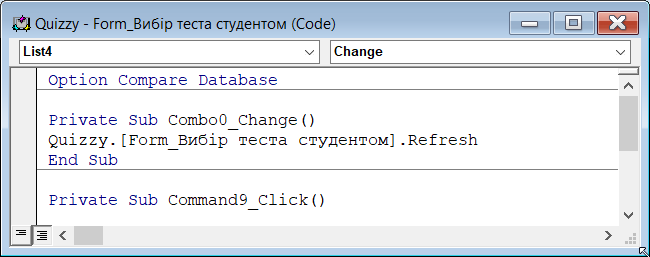 Quizzy - Form_Вибір теста студентом (Code)
List4 Change
Option Compare Database
Private Sub Combo0_Change()
Quizzy.[Form_Вибір теста студентом].Refresh
End Sub
Private Sub Command9_Click()